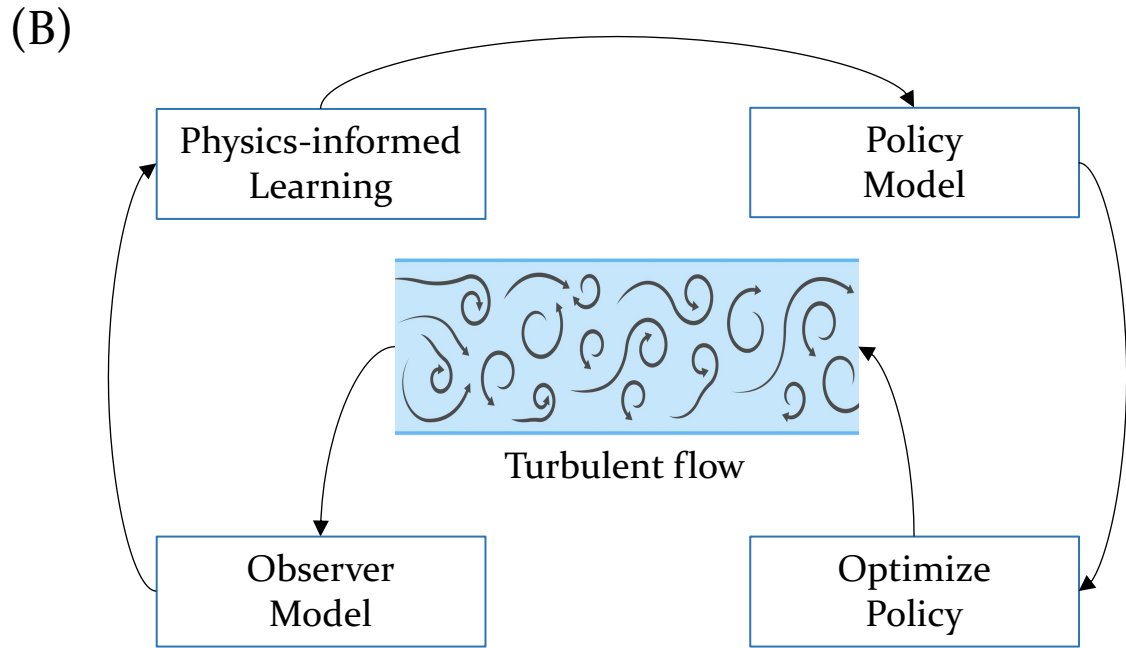 (B)
Physics-informed
Learning
Policy
Model
Turbulent flow
Observer
Model
Optimize
Policy